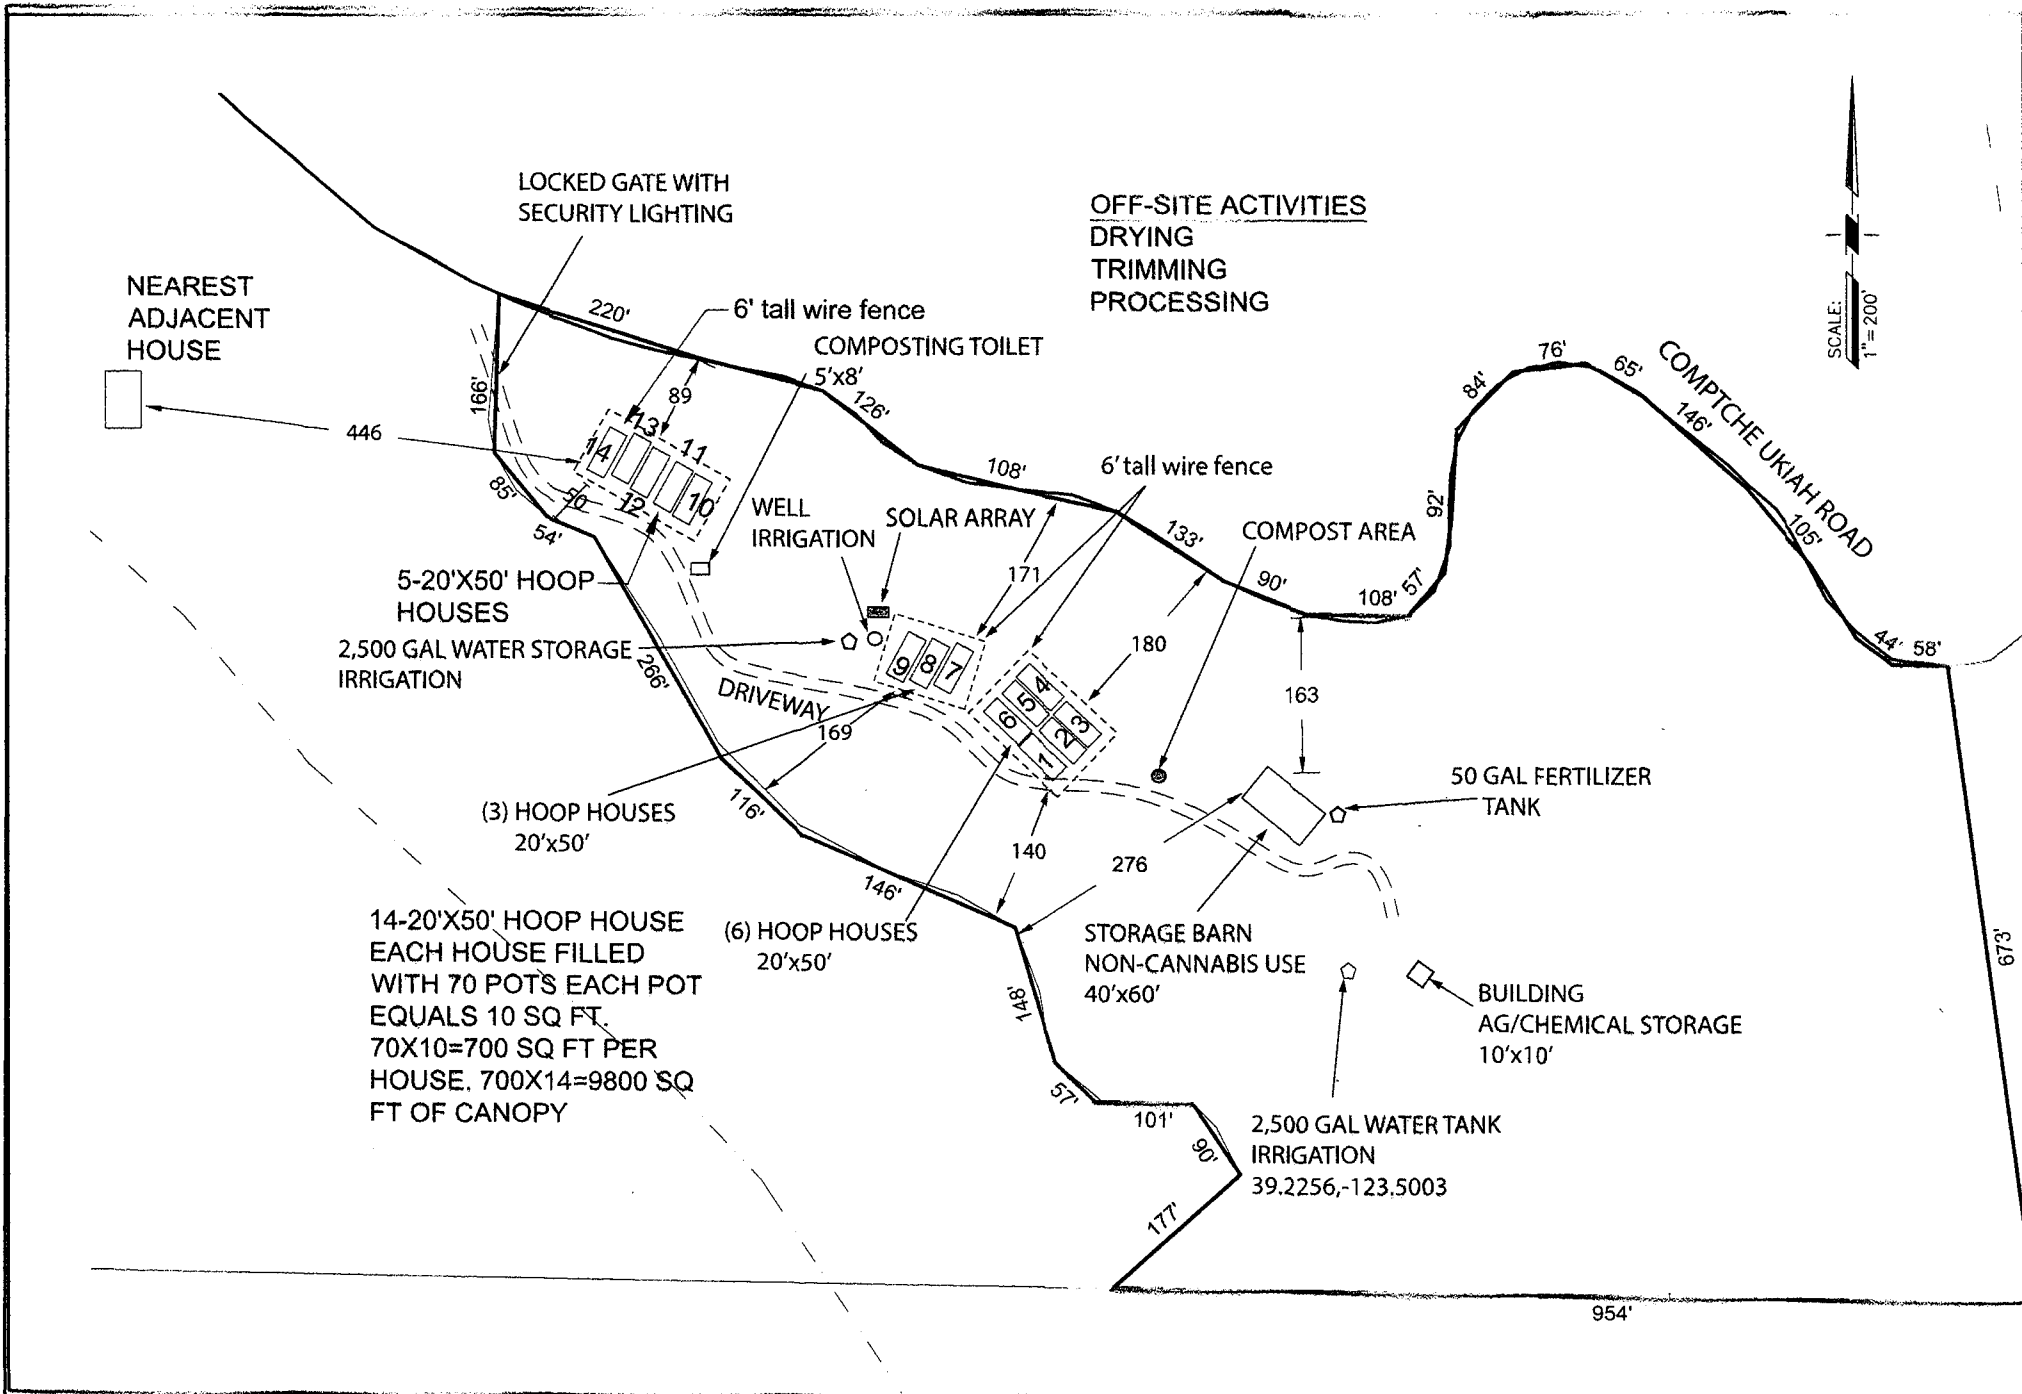 LOCKED GATE WITH
SECURITY LIGHTING
OFF-SITE ACTIVITIES
DRYING
TRIMMING
PROCESSING
NEAREST
ADJACENT
HOUSE
SCALE:
1"= 200'
220'
6' tall wire fence
COMPOSTING TOILET
5'x8'
166'
89
126'
446
14
13
12
11
10
85'
50
54'
76'
65'
84'
146'
COMPTCHE UKIAH ROAD
105'
92'
57'
44'
58'
108'
6' tall wire fence
133'
90'
108'
WELL
IRRIGATION
SOLAR ARRAY
COMPOST AREA
171
180
163
5-20'X50' HOOP
HOUSES
2,500 GAL WATER STORAGE
IRRIGATION
266'
DRIVEWAY
169
9
8
7
4
5
6
3
2
1
50 GAL FERTILIZER
TANK
116'
(3) HOOP HOUSES
20'x50'
140
276
146'
(6) HOOP HOUSES
20'x50'
STORAGE BARN
NON-CANNABIS USE
40'x60'
14-20'X50' HOOP HOUSE
EACH HOUSE FILLED
WITH 70 POTS EACH POT
EQUALS 10 SQ FT.
70X10=700 SQ FT PER
HOUSE. 700X14=9800 SQ
FT OF CANOPY
148'
57'
101'
90'
177'
BUILDING
AG/CHEMICAL STORAGE
10'x10'
2,500 GAL WATER TANK
IRRIGATION
39.2256,-123.5003
673'
954'